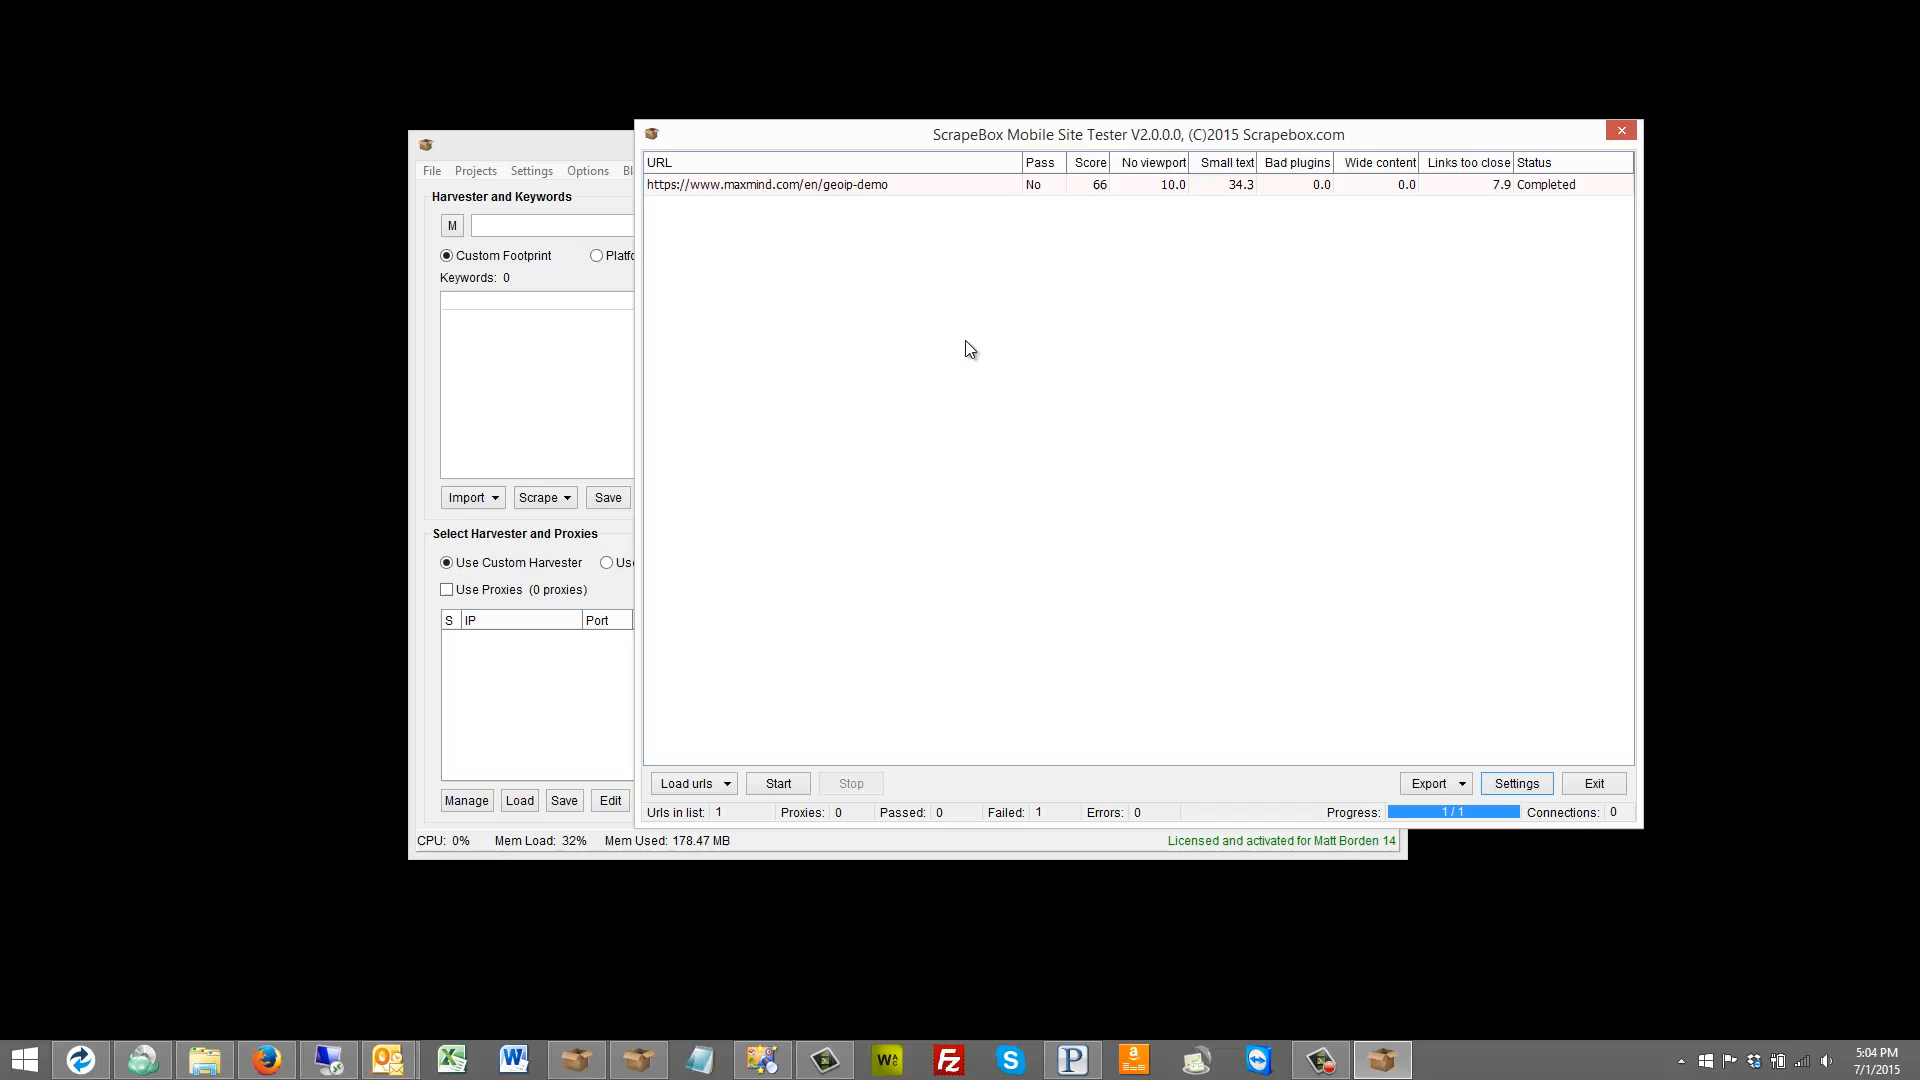 ScrapeBox Mobile Site Tester V2.0.0.0, (C)2015 Scrapebox.com
URL Pass Score No viewport Small text Bad plugins Wide content Links too close Status
https://www.maxmind.com/en/geoip-demo No 66 10.0 34.3 0.0 0.0 7.9 Completed
File Projects Settings Options Bl
Harvester and Keywords
M
Custom Footprint Platfo
Keywords: 0
Import Scrape Save
Select Harvester and Proxies
Use Custom Harvester Use
Use Proxies (0 proxies)
S IP Port
Manage Load Save Edit
Load urls Start Stop Export Settings Exit
Urls in list: 1 Proxies: 0 Passed: 0 Failed: 1 Errors: 0 Progress: 1 / 1 Connections: 0
CPU: 0% Mem Load: 32% Mem Used: 178.47 MB Licensed and activated for Matt Borden 14
5:04 PM
7/1/2015